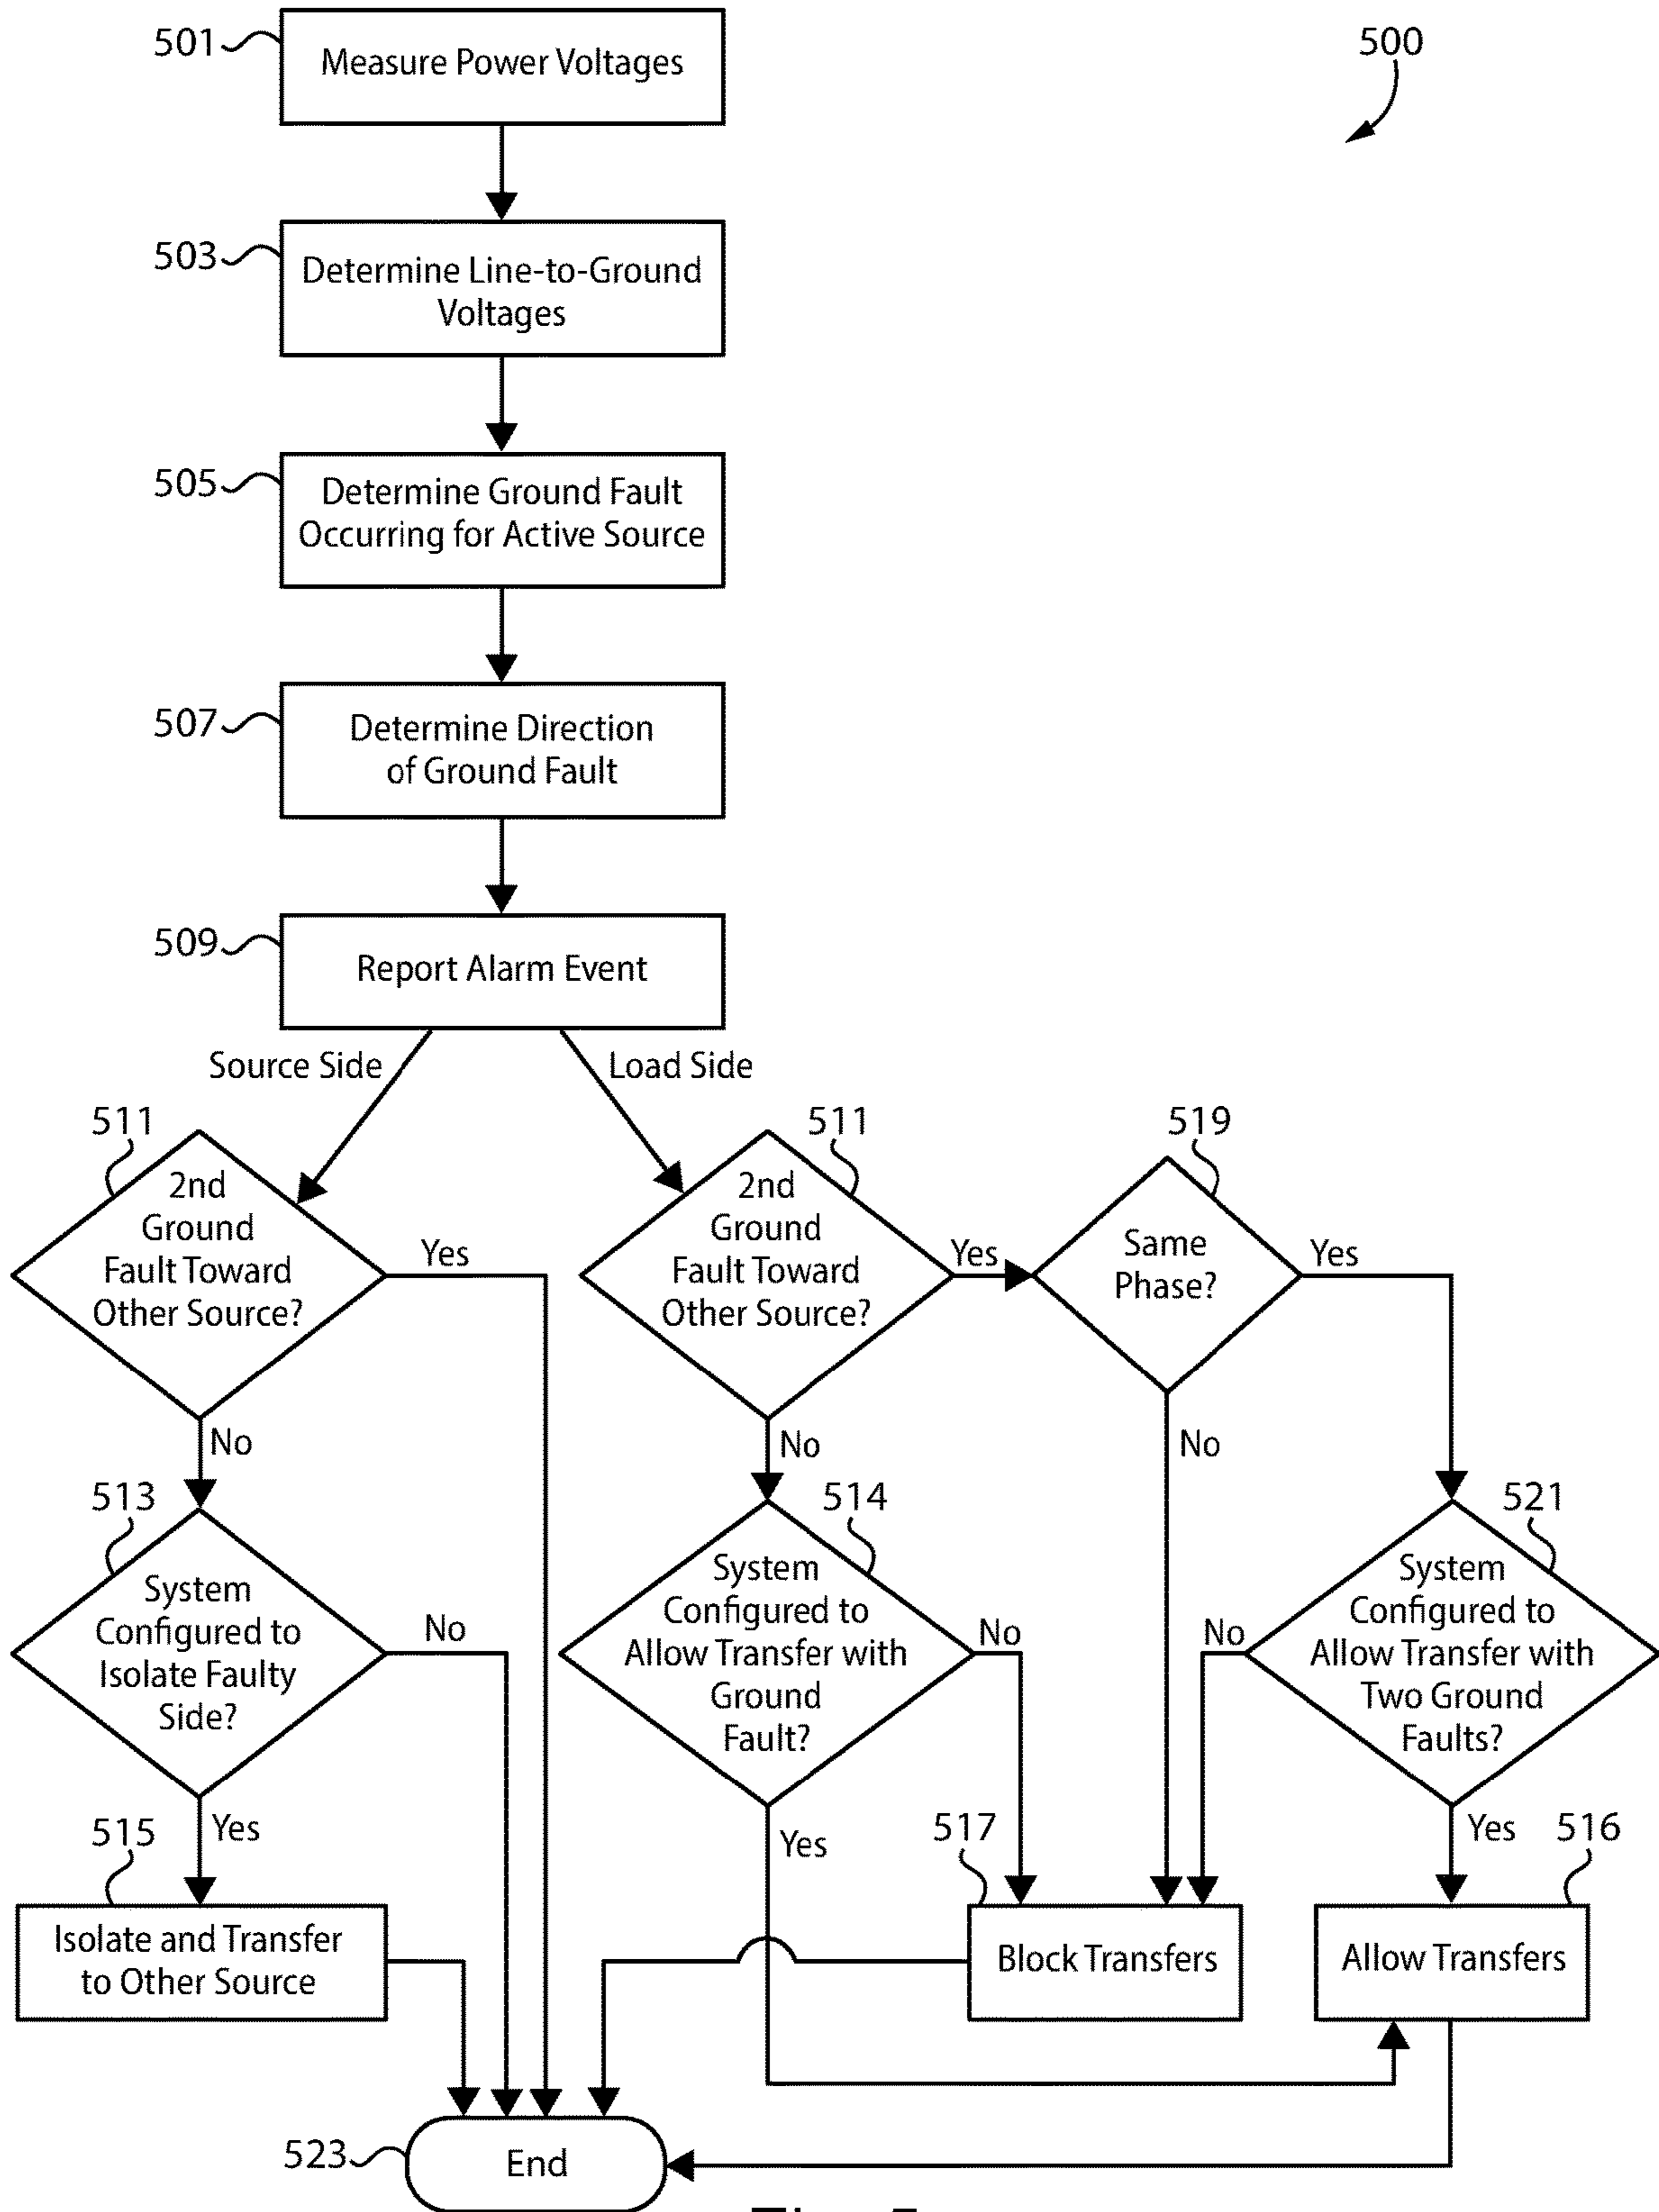 501
Measure Power Voltages
500
503
Determine Line-to-Ground
Voltages
505
Determine Ground Fault
Occurring for Active Source
507
Determine Direction
of Ground Fault
509
Report Alarm Event
Source Side
Load Side
511
2nd
Ground
Fault Toward
Other Source?
Yes
No
511
2nd
Ground
Fault Toward
Other Source?
Yes
No
519
Same
Phase?
Yes
No
513
System
Configured to
Isolate Faulty
Side?
No
Yes
514
System
Configured to
Allow Transfer with
Ground
Fault?
No
Yes
521
System
Configured to
Allow Transfer with
Two Ground
Faults?
No
Yes
515
Isolate and Transfer
to Other Source
517
Block Transfers
516
Allow Transfers
523
End